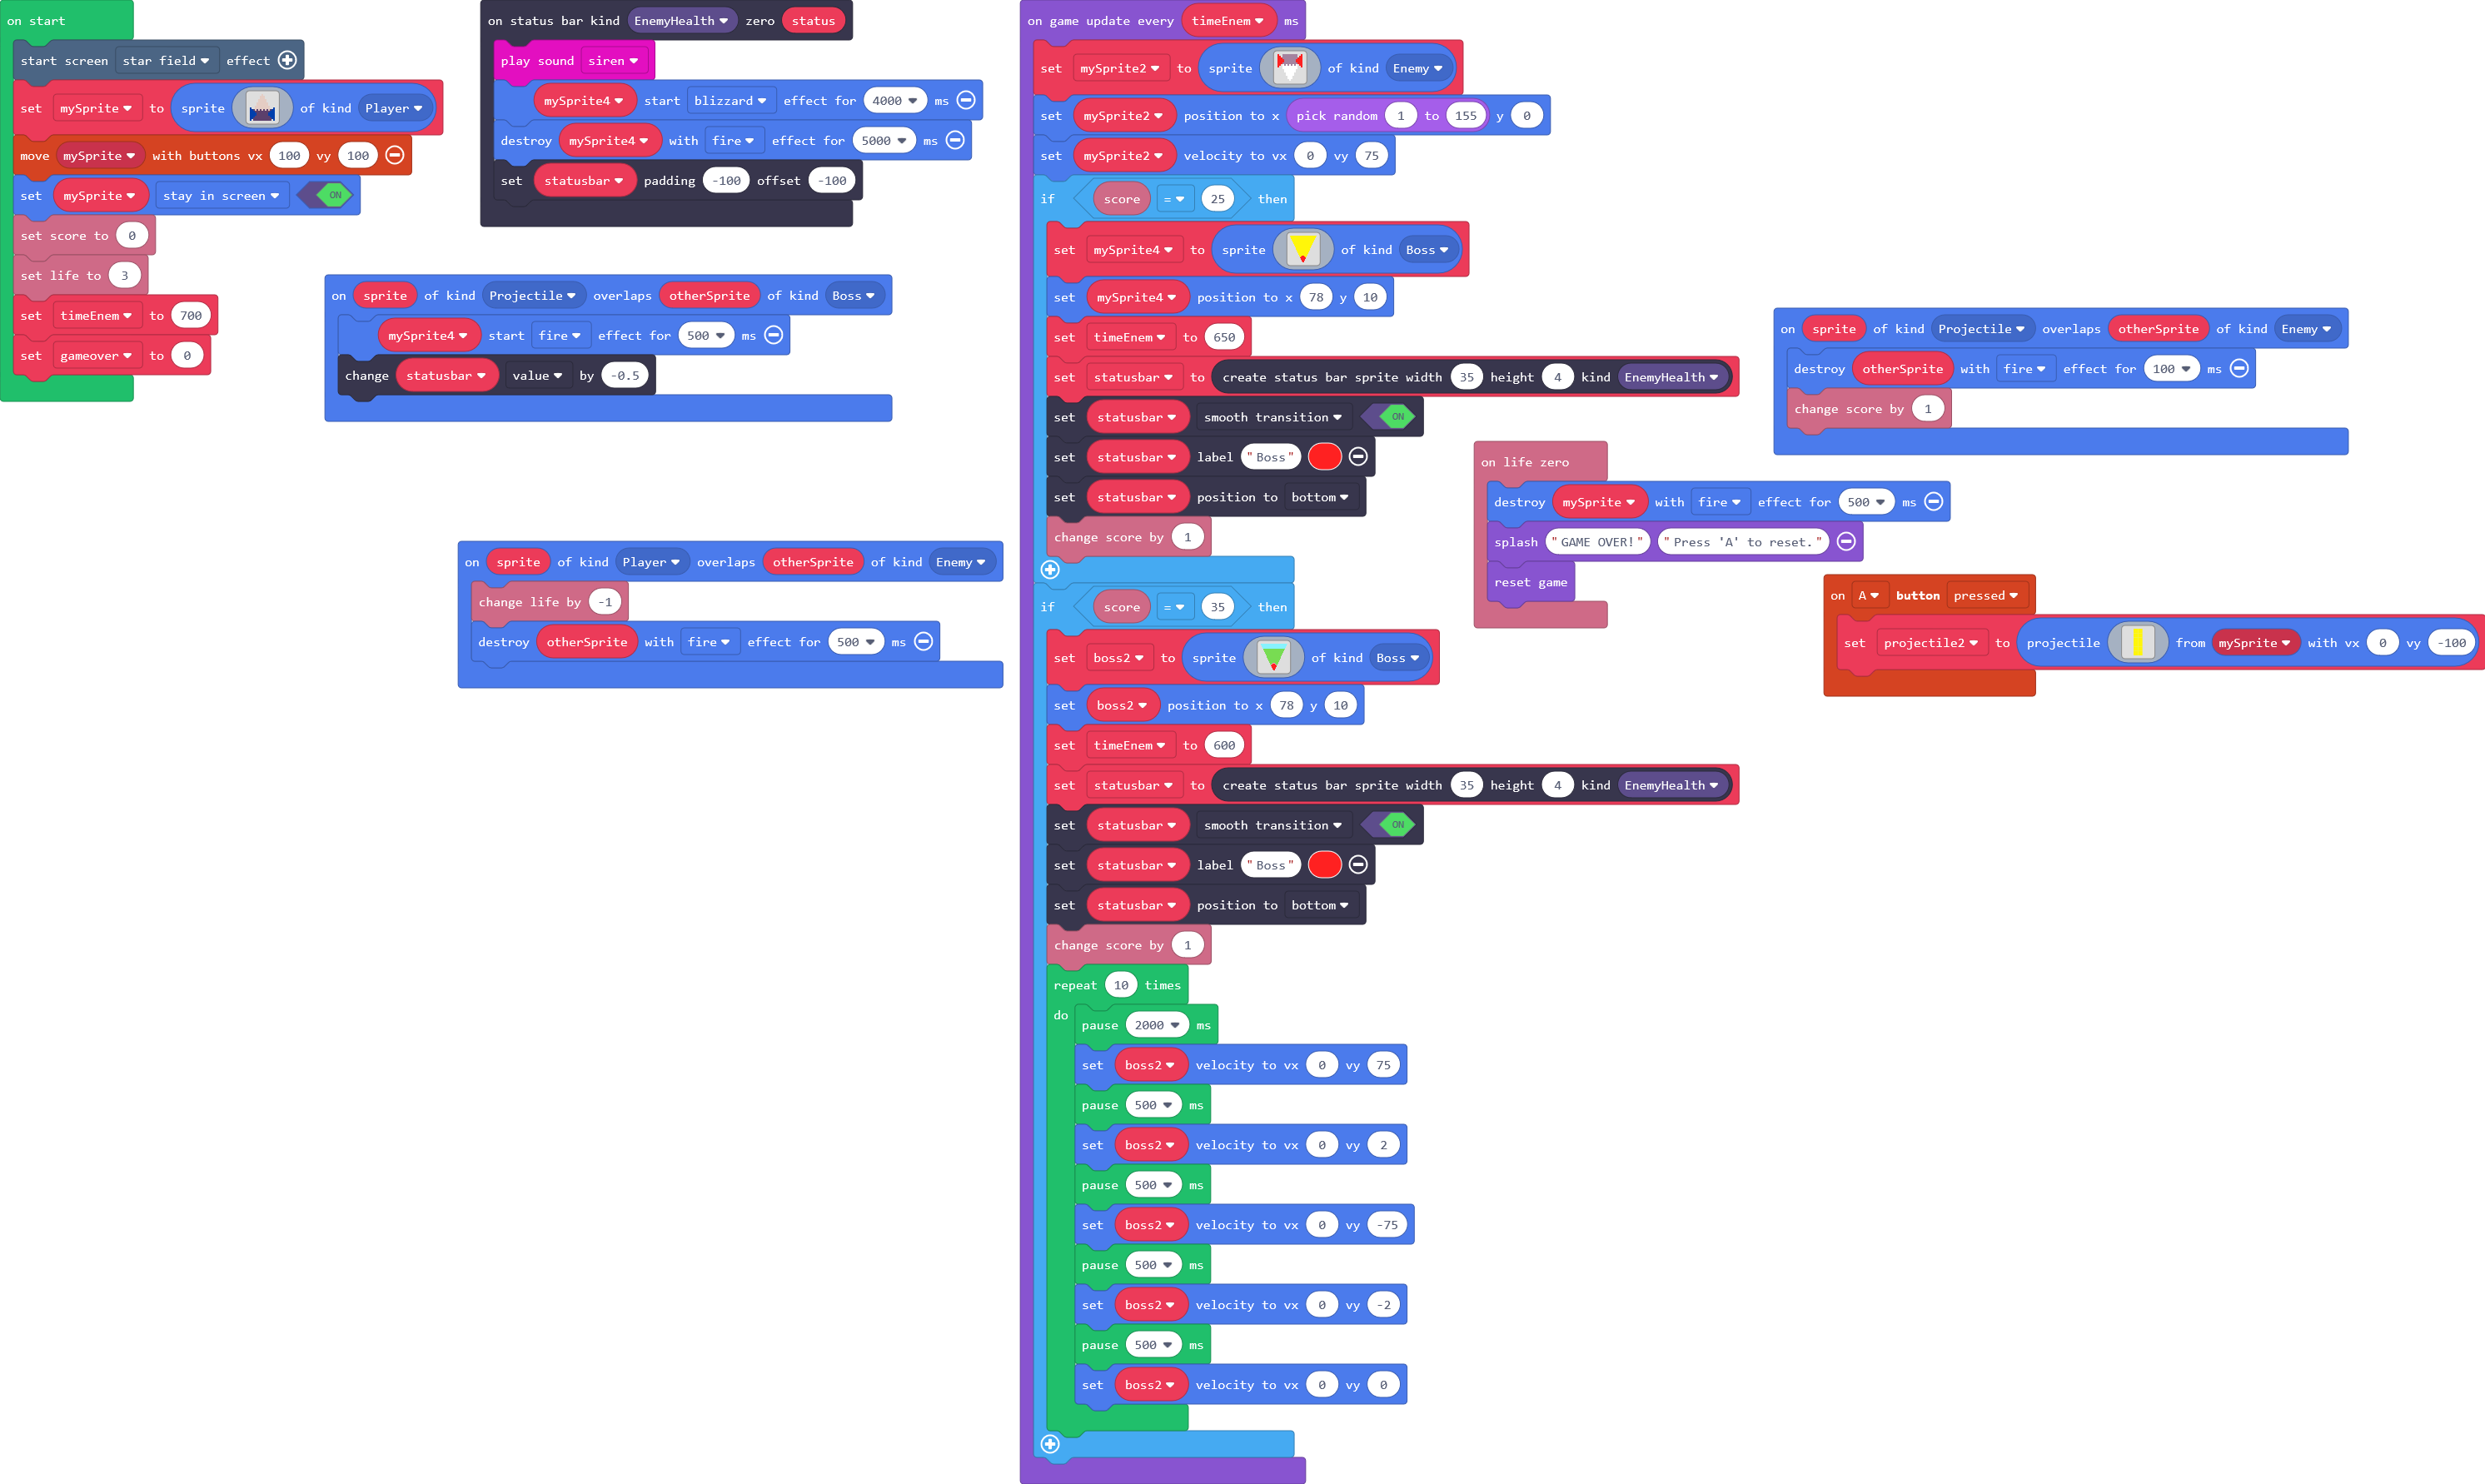 on start
start screen star field effect
set mySprite to sprite of kind Player
move mySprite with buttons vx 100 vy 100
set mySprite stay in screen ON
set score to 0
set life to 3
set timeEnem to 700
set gameover to 0
on status bar kind EnemyHealth zero status
play sound siren
mySprite4 start blizzard effect for 4000 ms
destroy mySprite4 with fire effect for 5000 ms
set statusbar padding -100 offset -100
on sprite of kind Projectile overlaps otherSprite of kind Boss
mySprite4 start fire effect for 500 ms
change statusbar value by -0.5
on sprite of kind Player overlaps otherSprite of kind Enemy
change life by -1
destroy otherSprite with fire effect for 500 ms
on game update every timeEnem ms
set mySprite2 to sprite of kind Enemy
set mySprite2 position to x pick random 1 to 155 y 0
set mySprite2 velocity to vx 0 vy 75
if score = 25 then
set mySprite4 to sprite of kind Boss
set mySprite4 position to x 78 y 10
set timeEnem to 650
set statusbar to create status bar sprite width 35 height 4 kind EnemyHealth
set statusbar smooth transition ON
set statusbar label "Boss"
set statusbar position to bottom
change score by 1
if score = 35 then
set boss2 to sprite of kind Boss
set boss2 position to x 78 y 10
set timeEnem to 600
set statusbar to create status bar sprite width 35 height 4 kind EnemyHealth
set statusbar smooth transition ON
set statusbar label "Boss"
set statusbar position to bottom
change score by 1
repeat 10 times
do
pause 2000 ms
set boss2 velocity to vx 0 vy 75
pause 500 ms
set boss2 velocity to vx 0 vy 2
pause 500 ms
set boss2 velocity to vx 0 vy -75
pause 500 ms
set boss2 velocity to vx 0 vy -2
pause 500 ms
set boss2 velocity to vx 0 vy 0
on life zero
destroy mySprite with fire effect for 500 ms
splash "GAME OVER!" "Press 'A' to reset."
reset game
on sprite of kind Projectile overlaps otherSprite of kind Enemy
destroy otherSprite with fire effect for 100 ms
change score by 1
on A button pressed
set projectile2 to projectile from mySprite with vx 0 vy -100